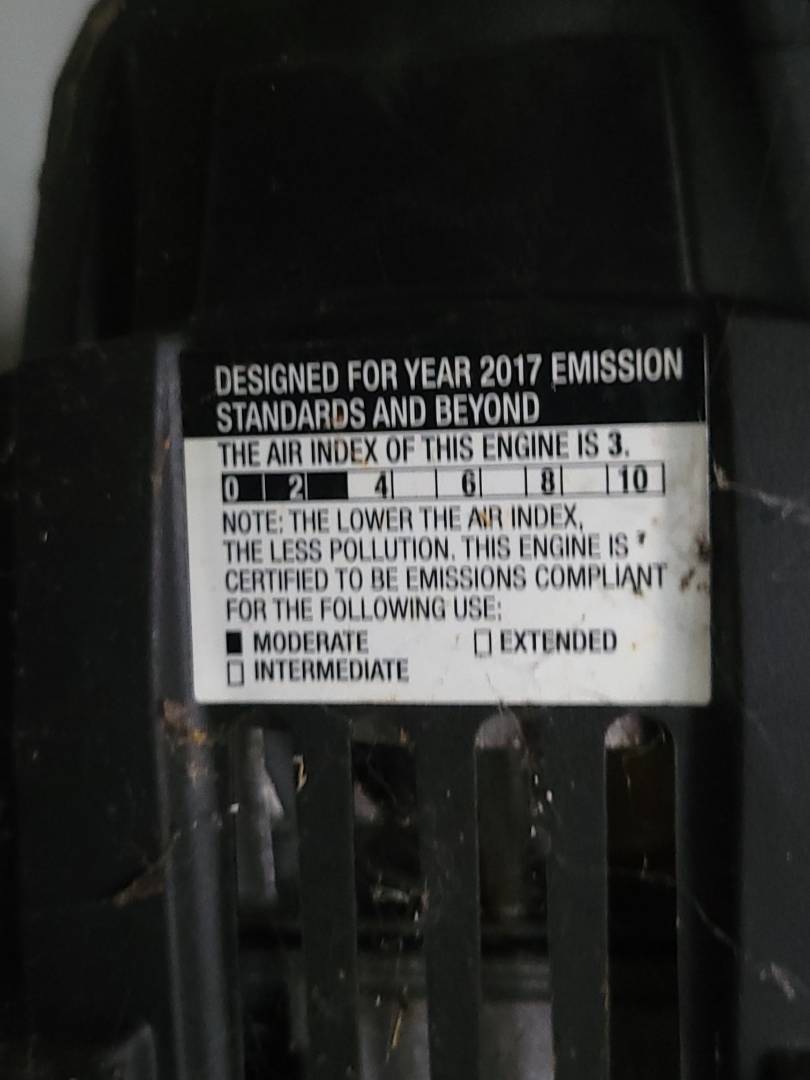 DESIGNED FOR YEAR 2017 EMISSION
STANDARDS AND BEYOND
THE AIR INDEX OF THIS ENGINE IS 3.
0 2 4 6 8 10
NOTE: THE LOWER THE AIR INDEX,
THE LESS POLLUTION. THIS ENGINE IS
CERTIFIED TO BE EMISSIONS COMPLIANT
FOR THE FOLLOWING USE:
■ MODERATE □ EXTENDED
□ INTERMEDIATE